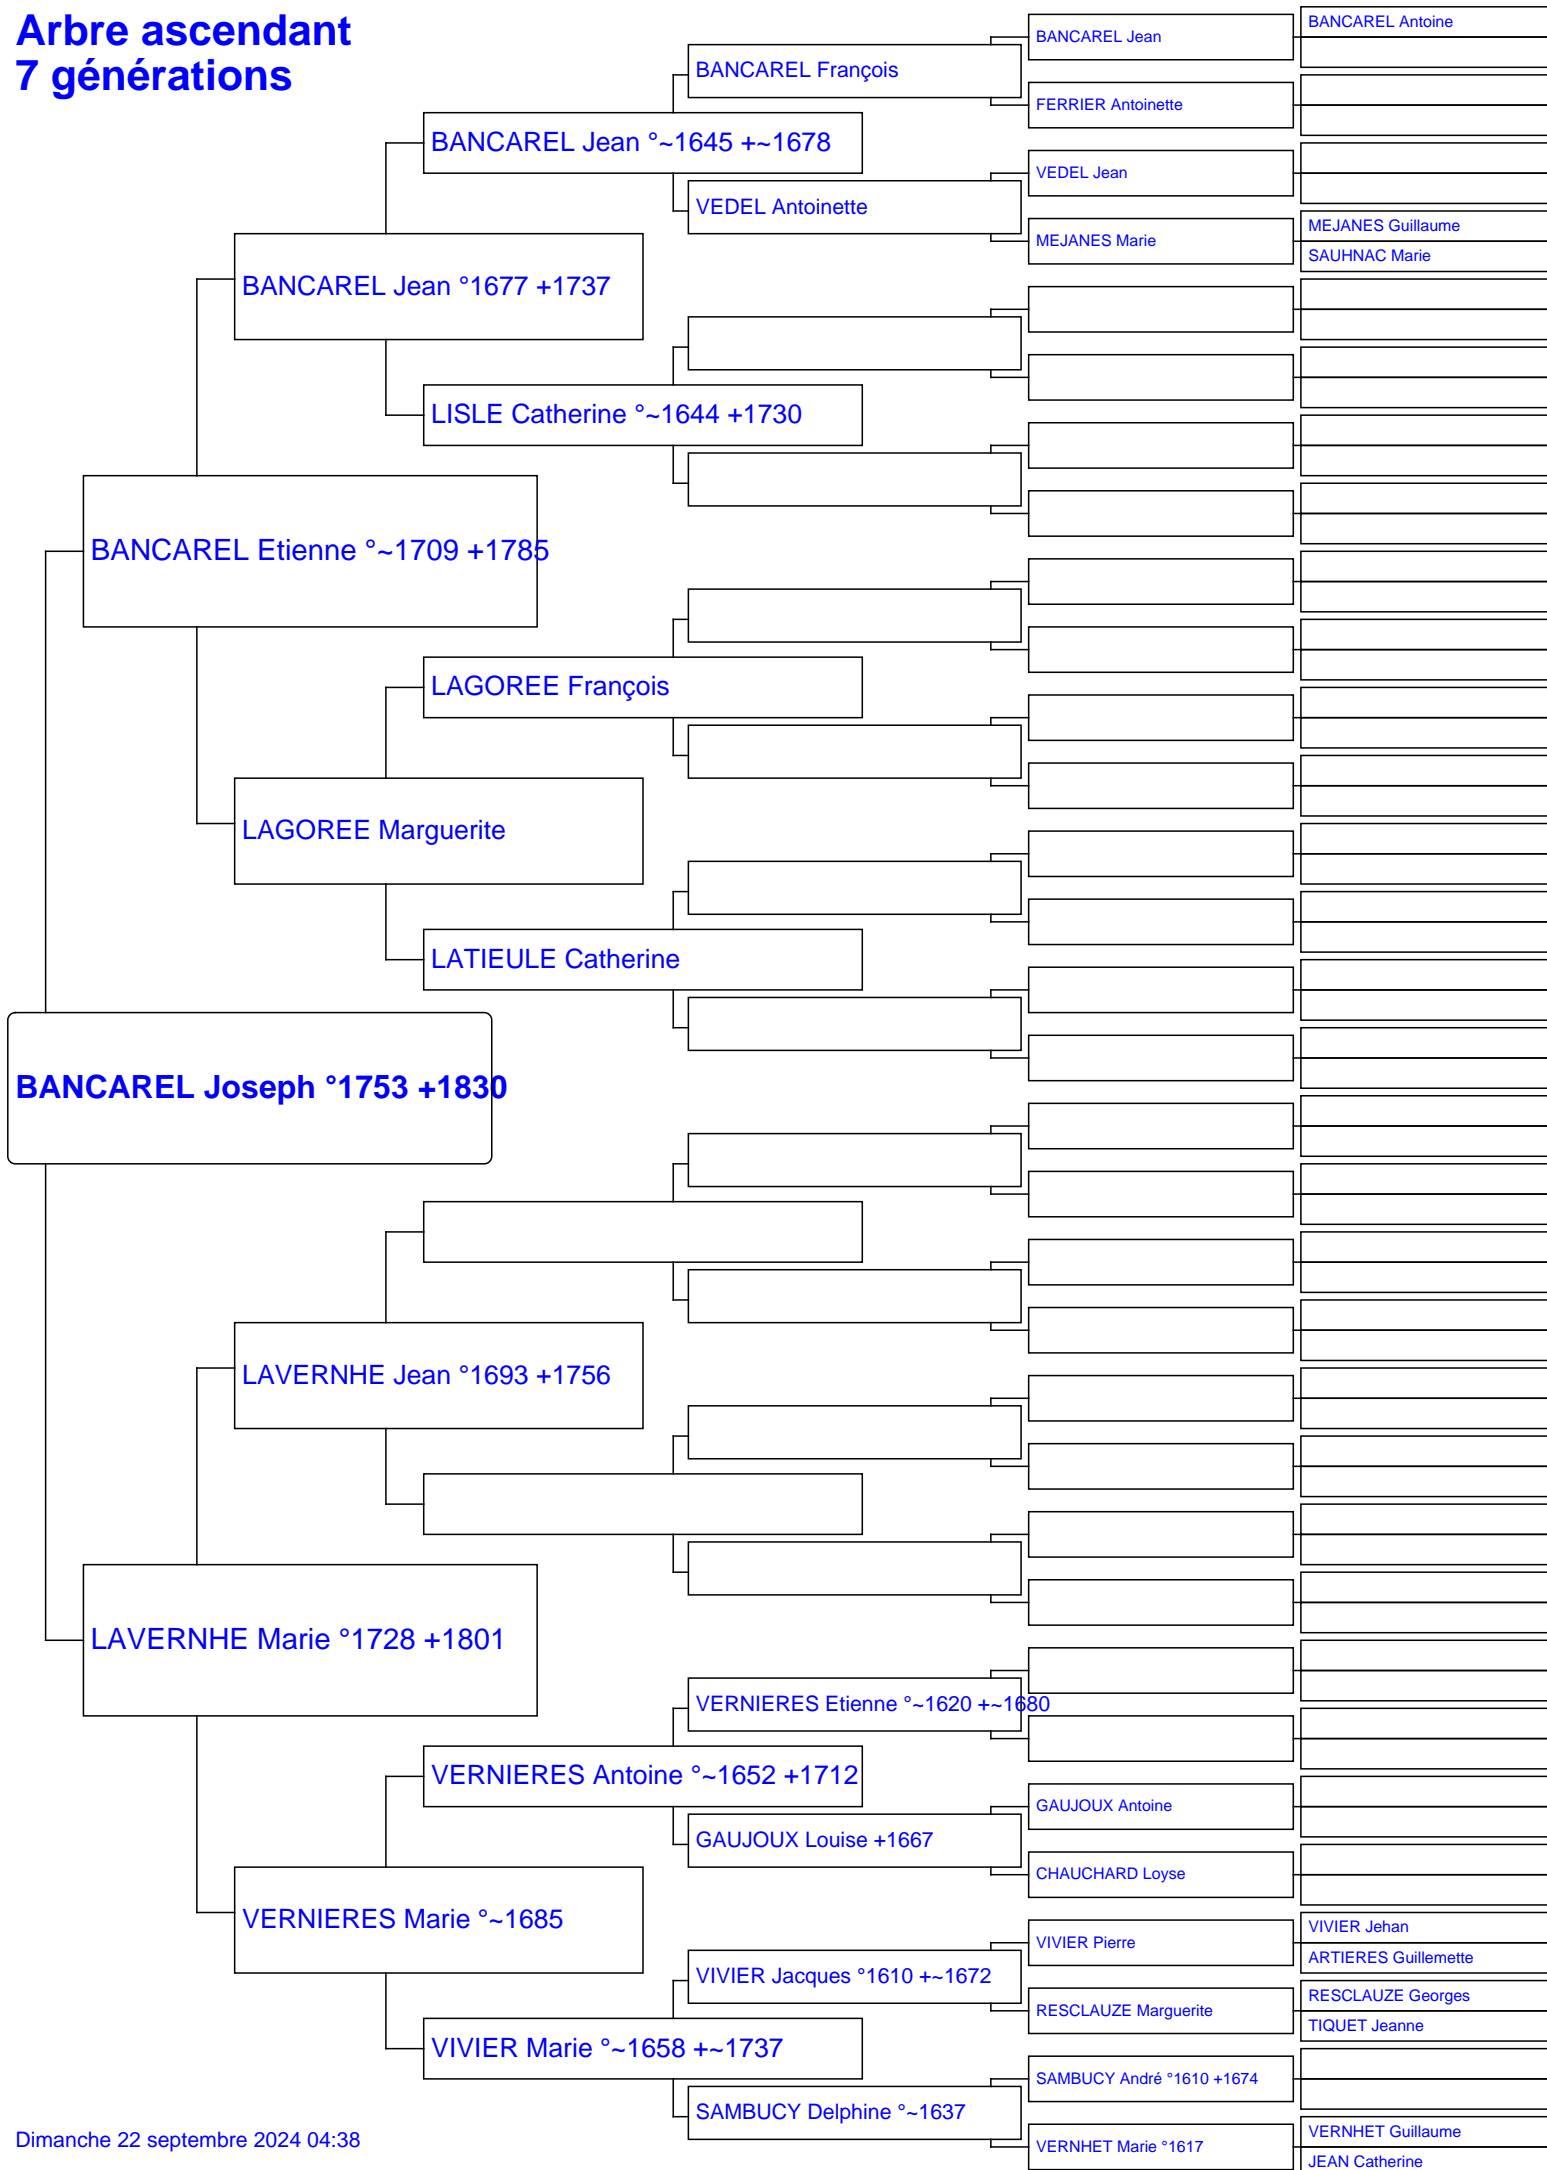 Arbre ascendant
7 générations
BANCAREL Antoine
BANCAREL Jean
BANCAREL François
FERRIER Antoinette
BANCAREL Jean °~1645 +~1678
VEDEL Jean
VEDEL Antoinette
MEJANES Guillaume
MEJANES Marie
SAUHNAC Marie
BANCAREL Jean °1677 +1737
LISLE Catherine °~1644 +1730
BANCAREL Etienne °~1709 +1785
LAGOREE François
LAGOREE Marguerite
LATIEULE Catherine
BANCAREL Joseph °1753 +1830
LAVERNHE Jean °1693 +1756
LAVERNHE Marie °1728 +1801
VERNIERES Etienne °~1620 +~1680
VERNIERES Antoine °~1652 +1712
GAUJOUX Antoine
GAUJOUX Louise +1667
CHAUCHARD Loyse
VERNIERES Marie °~1685
VIVIER Jehan
VIVIER Pierre
ARTIERES Guillemette
VIVIER Jacques °1610 +~1672
RESCLAUZE Georges
RESCLAUZE Marguerite
TIQUET Jeanne
VIVIER Marie °~1658 +~1737
SAMBUCY André °1610 +1674
SAMBUCY Delphine °~1637
VERNHET Guillaume
VERNHET Marie °1617
JEAN Catherine
Dimanche 22 septembre 2024 04:38